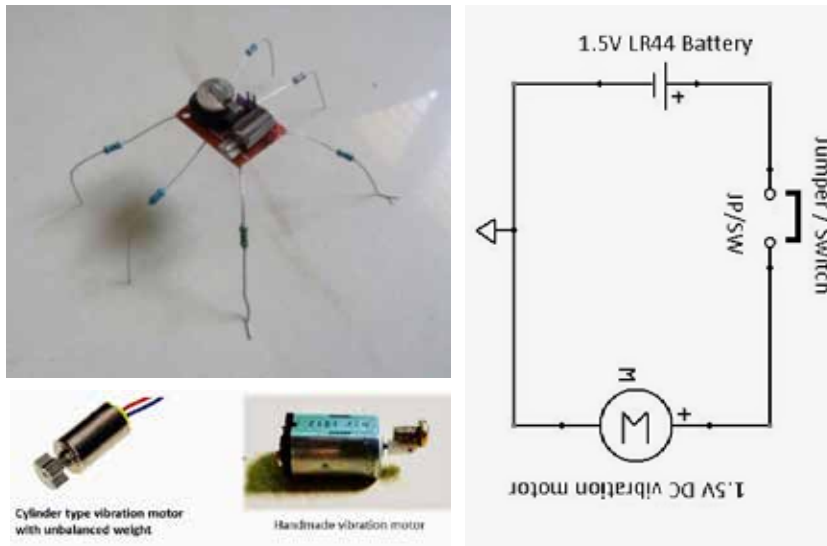 1.5V LR44 Battery
+
Jumper / Switch
JP/SW
M
M
+
1.5V DC vibration motor
Cylinder type vibration motor
with unbalanced weight
Handmade vibration motor